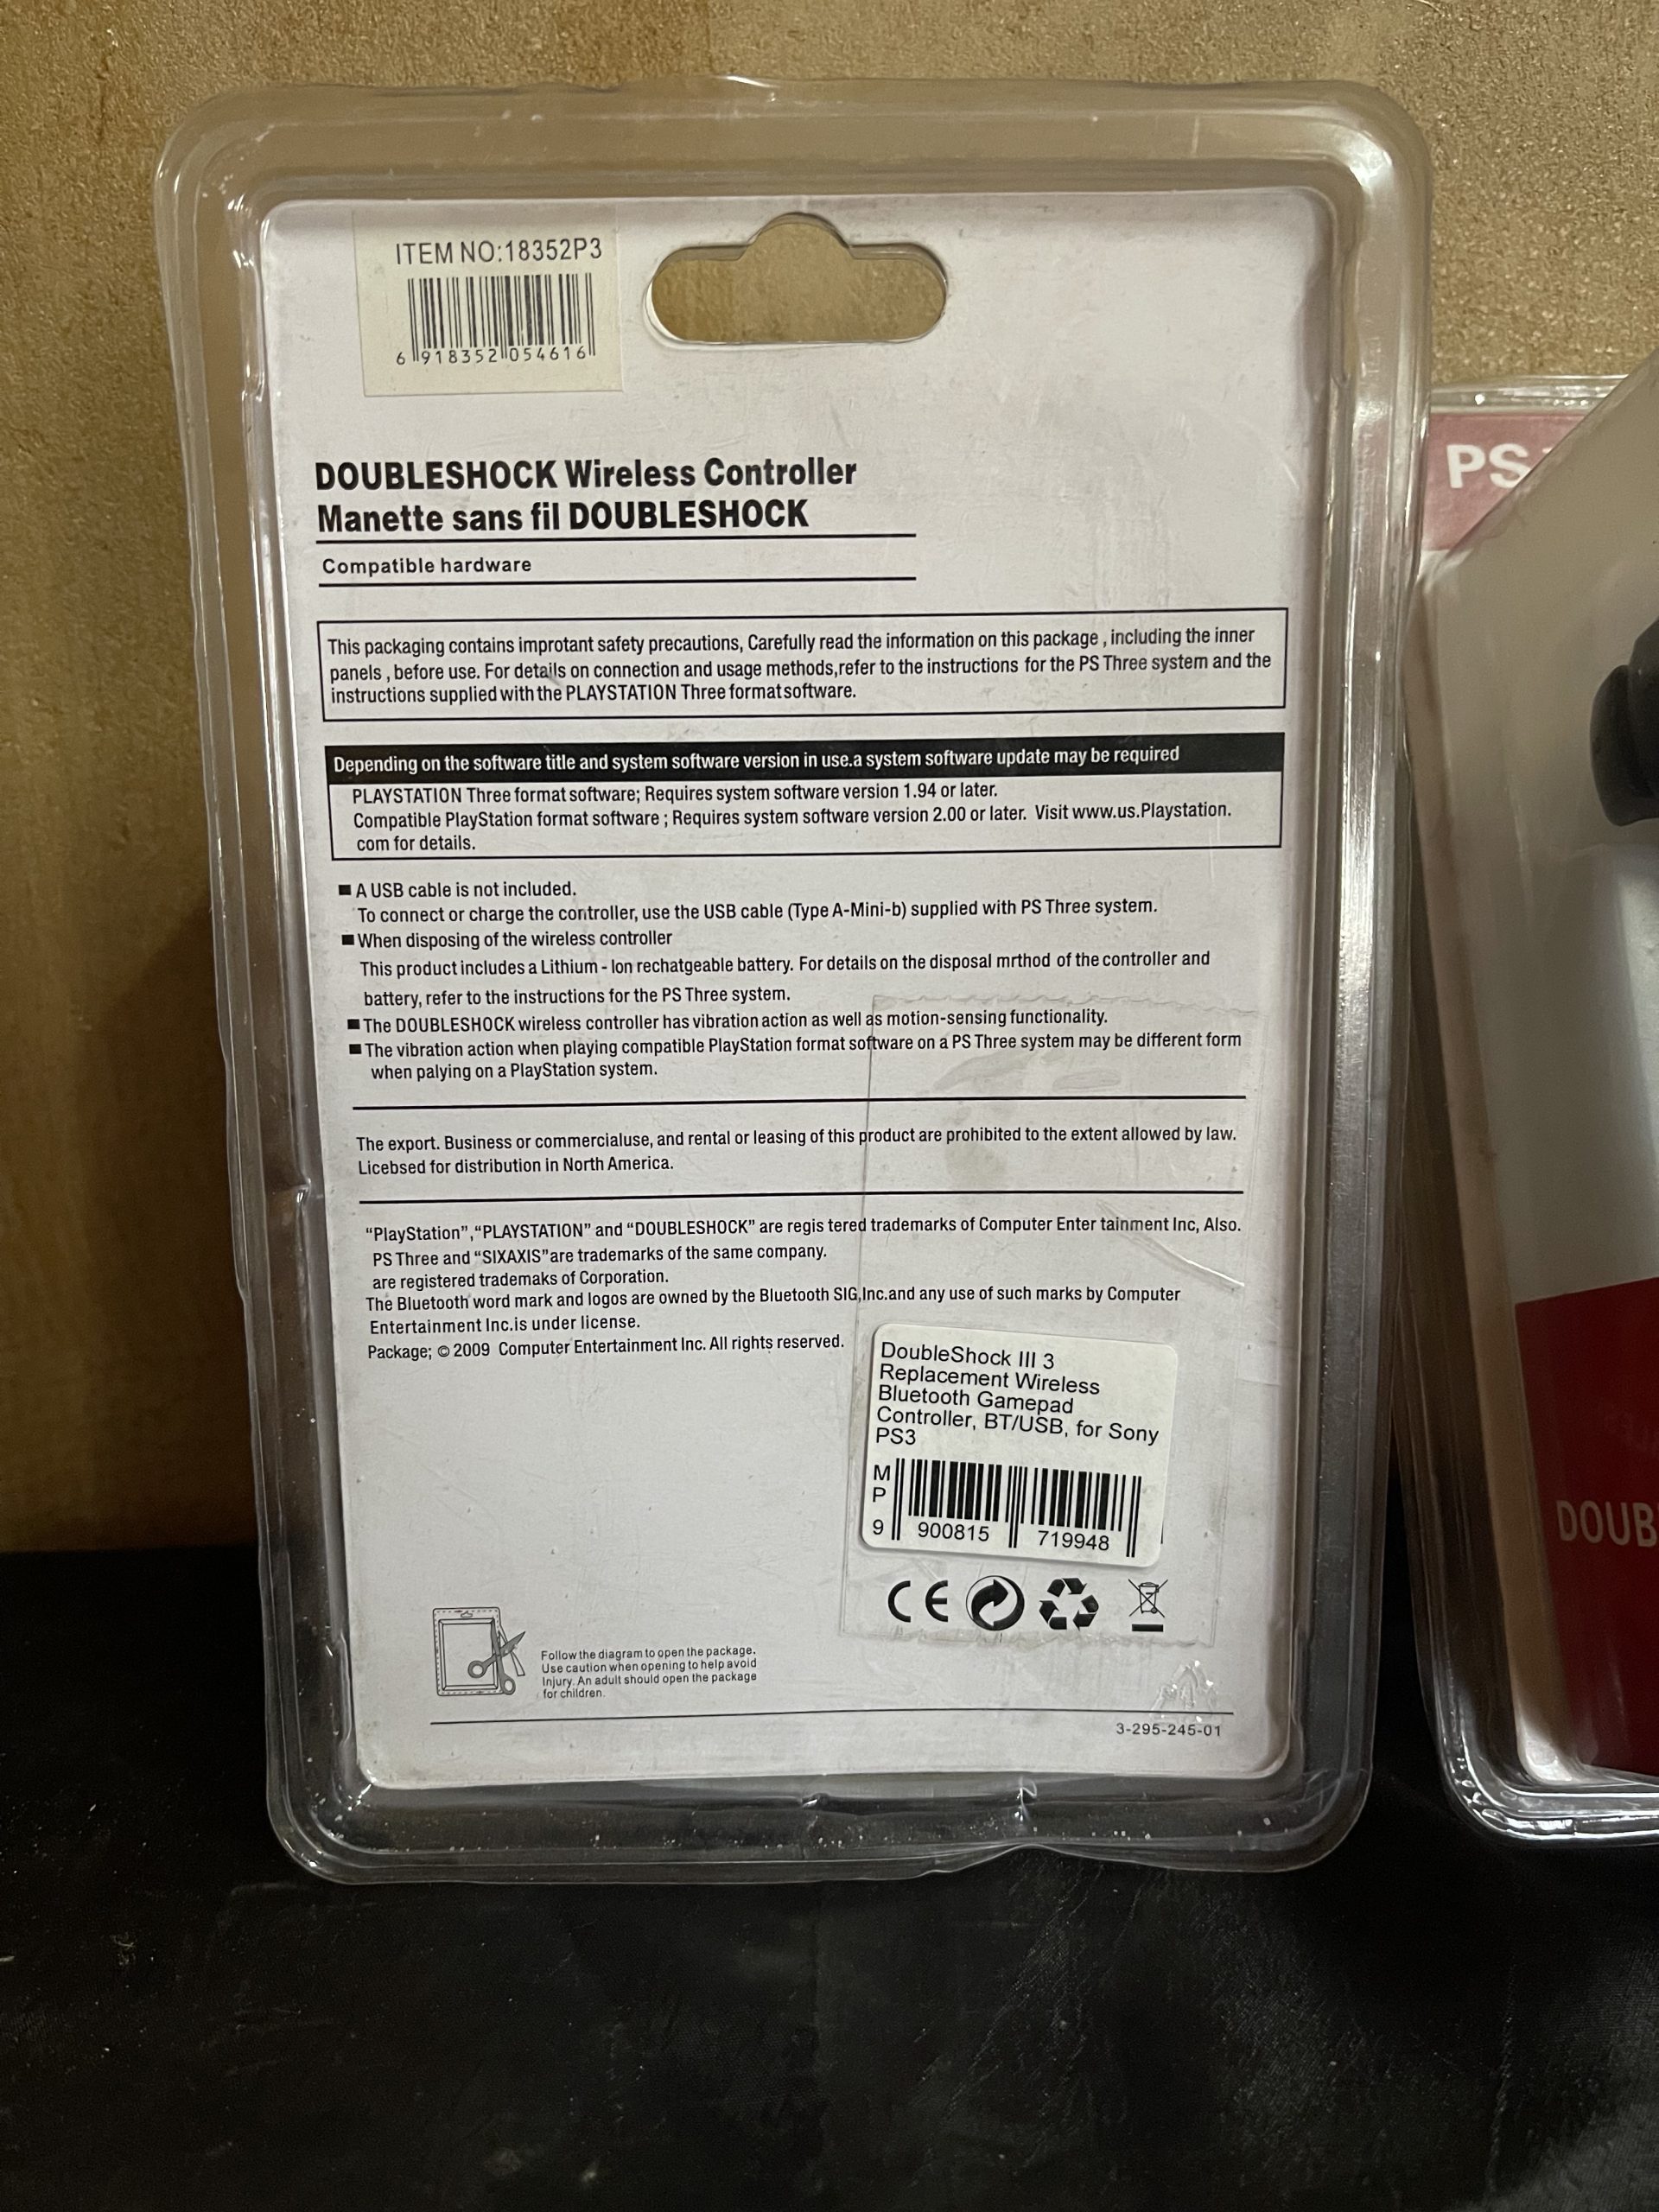 ITEM NO:18352P3
6 918352 054616
DOUBLESHOCK Wireless Controller
Manette sans fil DOUBLESHOCK
Compatible hardware
This packaging contains improtant safety precautions, Carefully read the information on this package , including the inner
panels , before use. For details on connection and usage methods,refer to the instructions for the PS Three system and the
instructions supplied with the PLAYSTATION Three format software.
Depending on the software title and system software version in use.a system software update may be required
PLAYSTATION Three format software; Requires system software version 1.94 or later.
Compatible PlayStation format software ; Requires system software version 2.00 or later. Visit www.us.Playstation.
com for details.
■ A USB cable is not included.
To connect or charge the controller, use the USB cable (Type A-Mini-b) supplied with PS Three system.
■ When disposing of the wireless controller
This product includes a Lithium - Ion rechatgeable battery. For details on the disposal mrthod of the controller and
battery, refer to the instructions for the PS Three system.
■ The DOUBLESHOCK wireless controller has vibration action as well as motion-sensing functionality.
■ The vibration action when playing compatible PlayStation format software on a PS Three system may be different form
when palying on a PlayStation system.
The export. Business or commercialuse, and rental or leasing of this product are prohibited to the extent allowed by law.
Licebsed for distribution in North America.
“PlayStation”,“PLAYSTATION” and “DOUBLESHOCK” are regis tered trademarks of Computer Enter tainment Inc, Also.
PS Three and “SIXAXIS”are trademarks of the same company.
are registered trademaks of Corporation.
The Bluetooth word mark and logos are owned by the Bluetooth SIG,Inc.and any use of such marks by Computer
Entertainment Inc.is under license.
Package; © 2009 Computer Entertainment Inc. All rights reserved.
DoubleShock III 3
Replacement Wireless
Bluetooth Gamepad
Controller, BT/USB, for Sony
PS3
M
P
9 900815 719948
CE
Follow the diagram to open the package.
Use caution when opening to help avoid
Injury. An adult should open the package
for children.
3-295-245-01
PS
DOUB